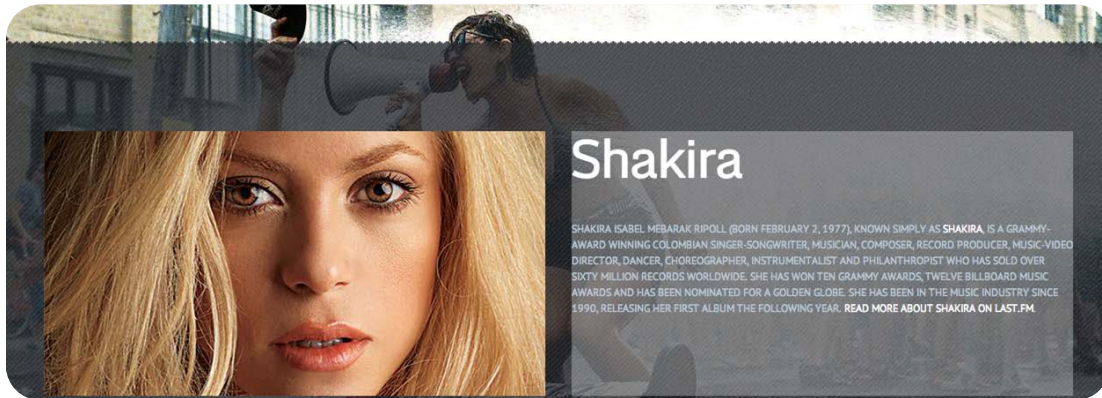 Shakira
SHAKIRA ISABEL MEBARAK RIPOLL (BORN FEBRUARY 2, 1977), KNOWN SIMPLY AS SHAKIRA, IS A GRAMMY-
AWARD WINNING COLOMBIAN SINGER-SONGWRITER, MUSICIAN, COMPOSER, RECORD PRODUCER, MUSIC-VIDEO
DIRECTOR, DANCER, CHOREOGRAPHER, INSTRUMENTALIST AND PHILANTHROPIST WHO HAS SOLD OVER
SIXTY MILLION RECORDS WORLDWIDE. SHE HAS WON TEN GRAMMY AWARDS, TWELVE BILLBOARD MUSIC
AWARDS AND HAS BEEN NOMINATED FOR A GOLDEN GLOBE. SHE HAS BEEN IN THE MUSIC INDUSTRY SINCE
1990, RELEASING HER FIRST ALBUM THE FOLLOWING YEAR. READ MORE ABOUT SHAKIRA ON LAST.FM.